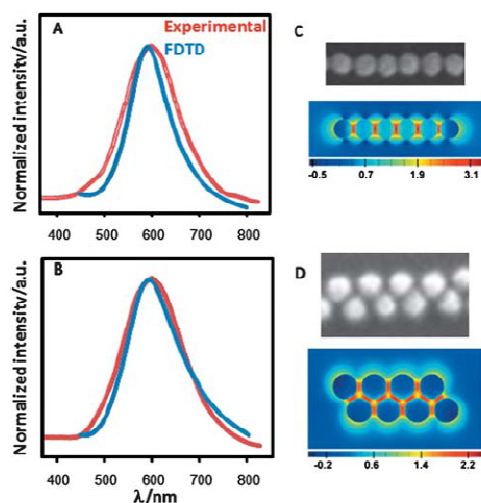 A
Experimental
FDTD
Normalized intensity/a.u.
400 500 600 700 800
C
-0.5 0.7 1.9 3.1
B
Normalized intensity/a.u.
400 500 600 700 800
λ/nm
D
-0.2 0.6 1.4 2.2